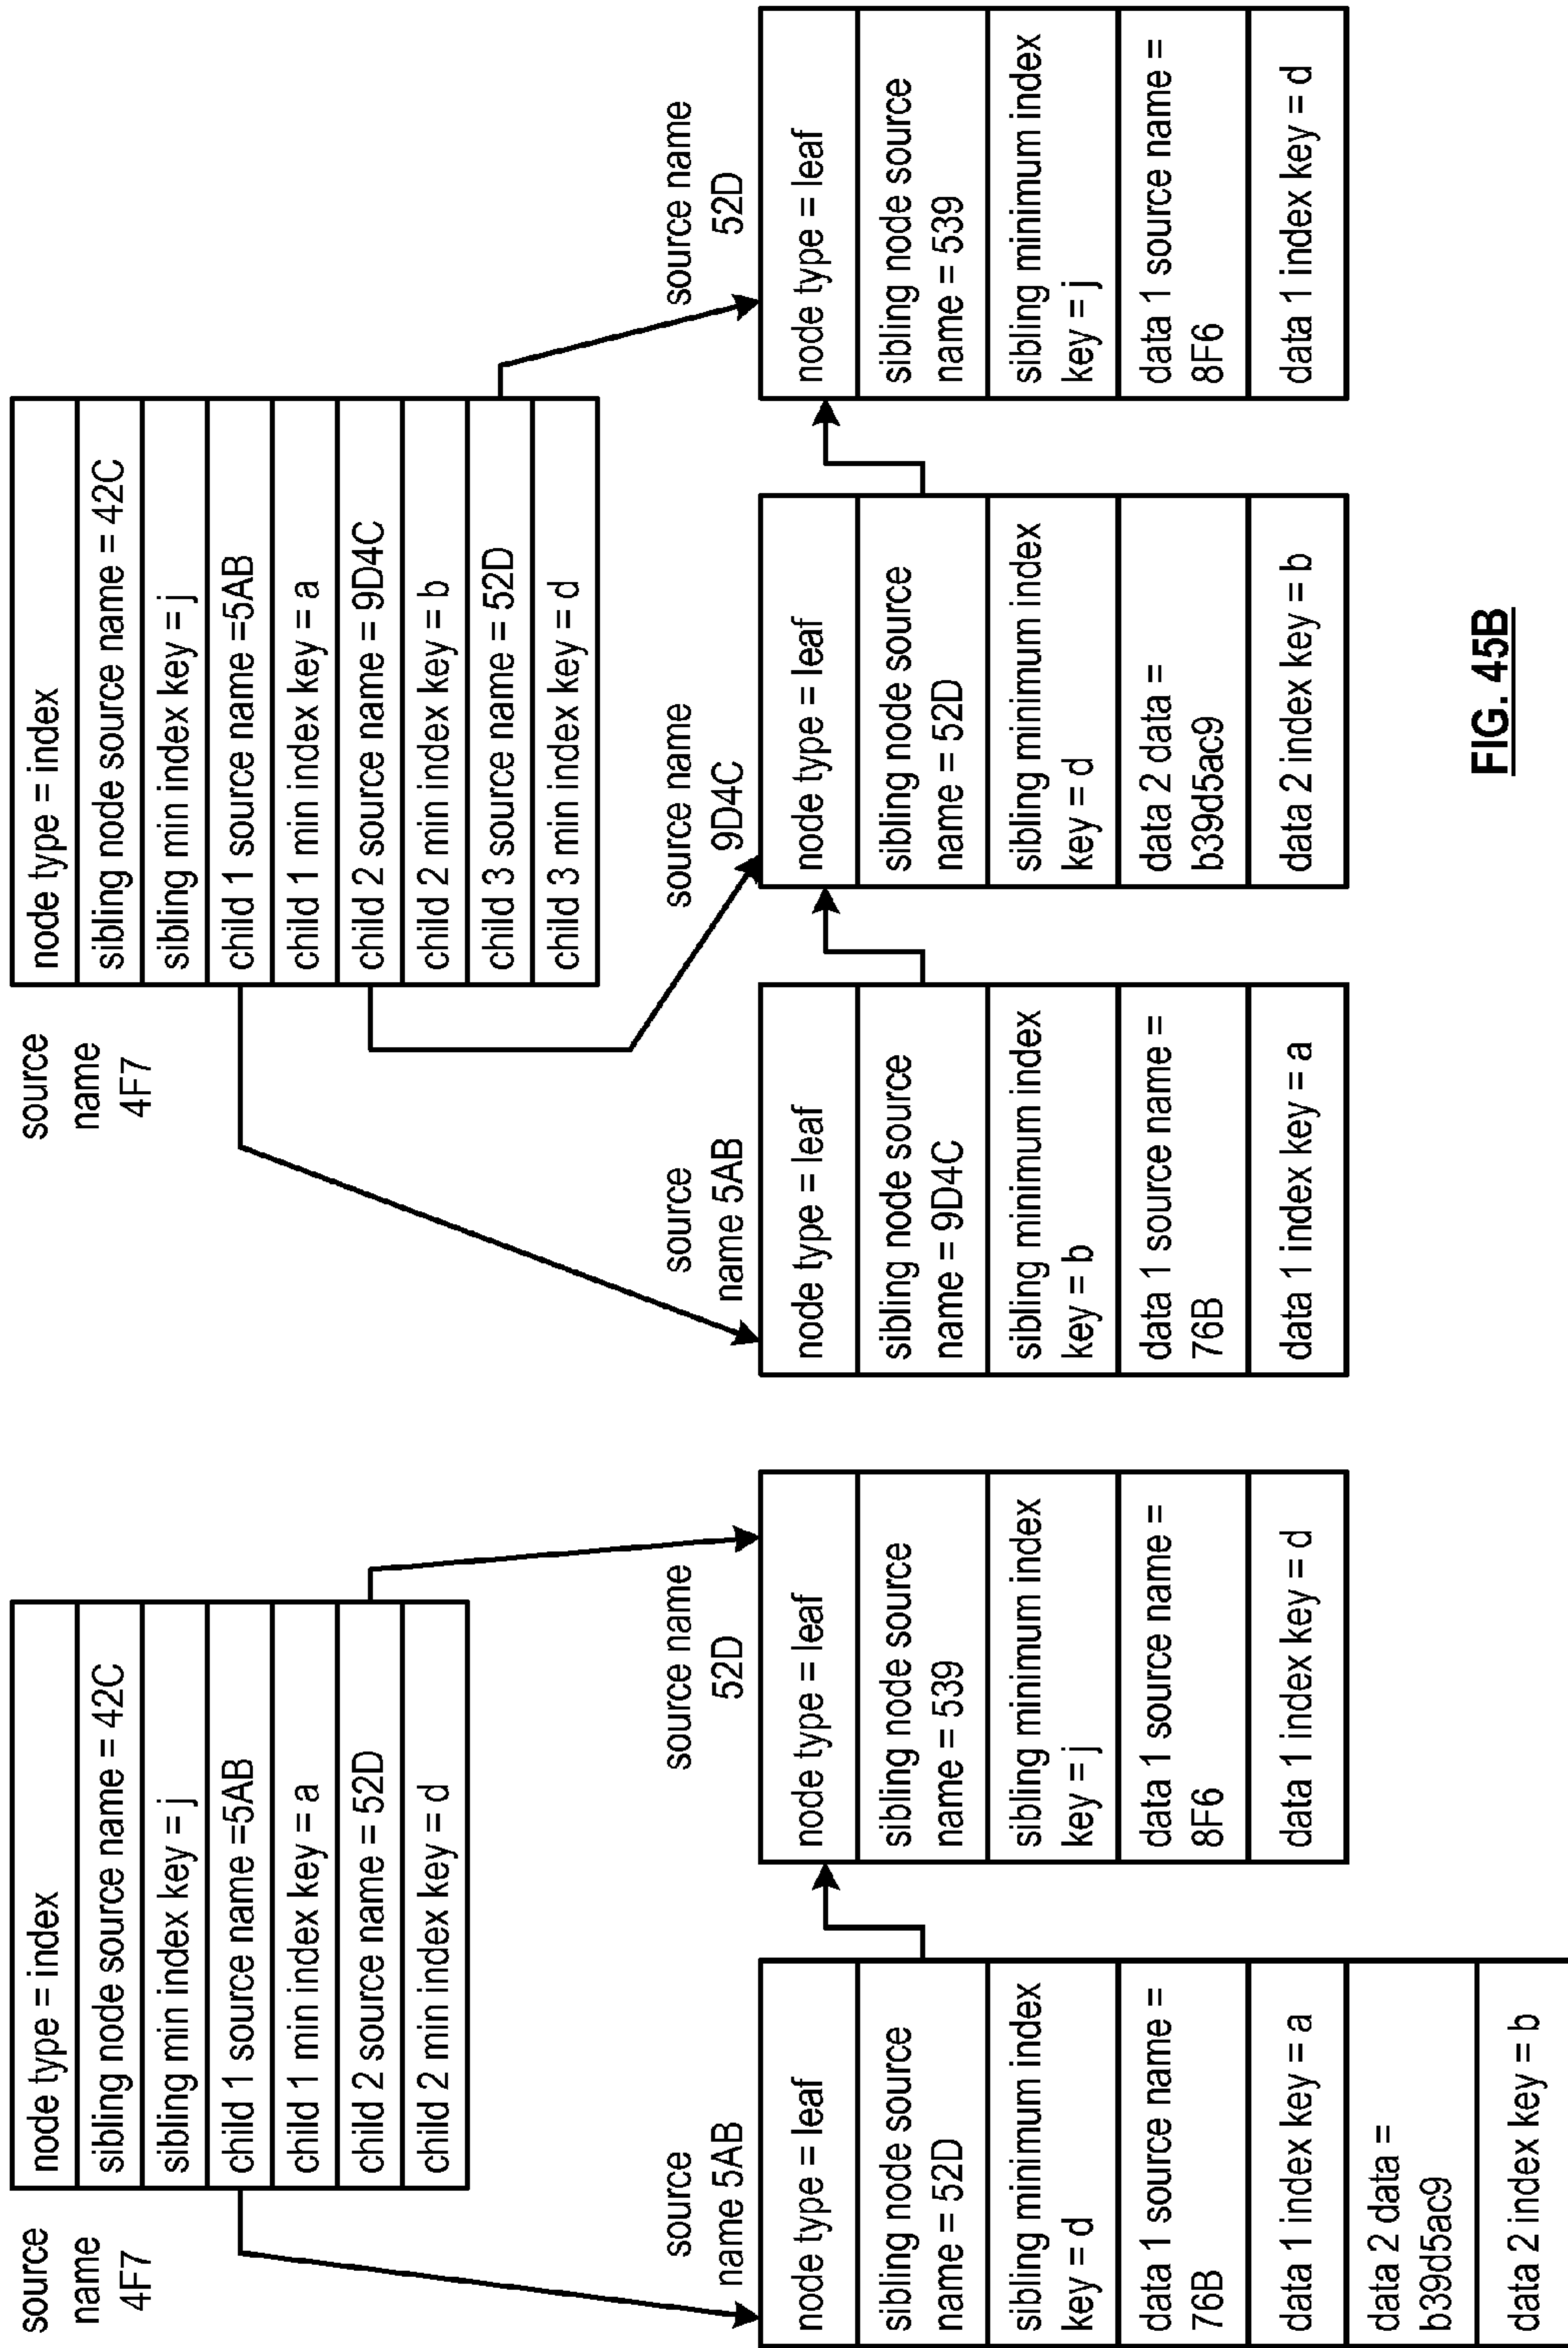 source
name
4F7
node type = index
sibling node source name = 42C
sibling min index key = j
child 1 source name =5AB
child 1 min index key = a
child 2 source name = 52D
child 2 min index key = d
source
name 5AB
node type = leaf
sibling node source
name = 52D
sibling minimum index
key = d
data 1 source name =
76B
data 1 index key = a
data 2 data =
b39d5ac9
data 2 index key = b
source name
52D
node type = leaf
sibling node source
name = 539
sibling minimum index
key = j
data 1 source name =
8F6
data 1 index key = d
source
name
4F7
node type = index
sibling node source name = 42C
sibling min index key = j
child 1 source name =5AB
child 1 min index key = a
child 2 source name = 9D4C
child 2 min index key = b
child 3 source name = 52D
child 3 min index key = d
source
name 5AB
node type = leaf
sibling node source
name = 9D4C
sibling minimum index
key = b
data 1 source name =
76B
data 1 index key = a
source name
9D4C
node type = leaf
sibling node source
name = 52D
sibling minimum index
key = d
data 2 data =
b39d5ac9
data 2 index key = b
source name
52D
node type = leaf
sibling node source
name = 539
sibling minimum index
key = j
data 1 source name =
8F6
data 1 index key = d
FIG. 45B